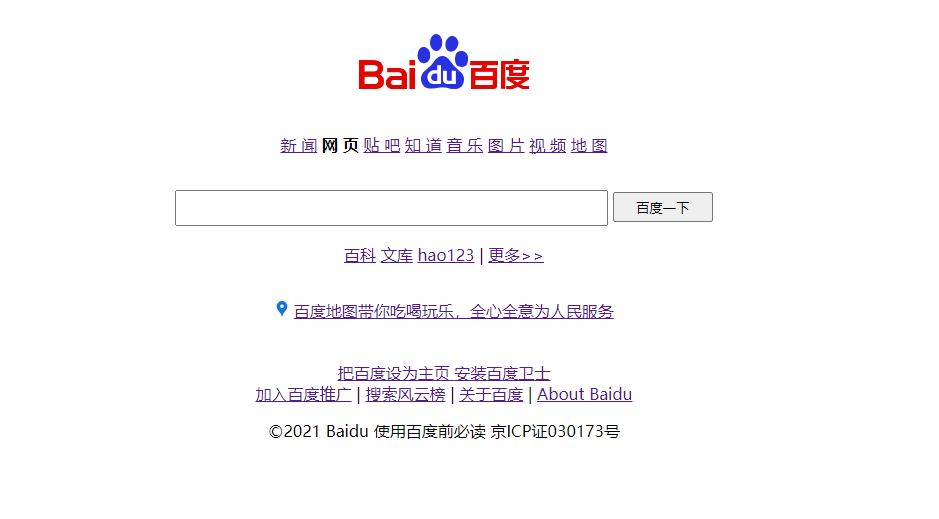 Bai du 百度
新 闻 网 页 贴 吧 知 道 音 乐 图 片 视 频 地 图
百度一下
百科 文库 hao123 | 更多>>
百度地图带你吃喝玩乐，全心全意为人民服务
把百度设为主页 安装百度卫士
加入百度推广 | 搜索风云榜 | 关于百度 | About Baidu
©2021 Baidu 使用百度前必读 京ICP证030173号